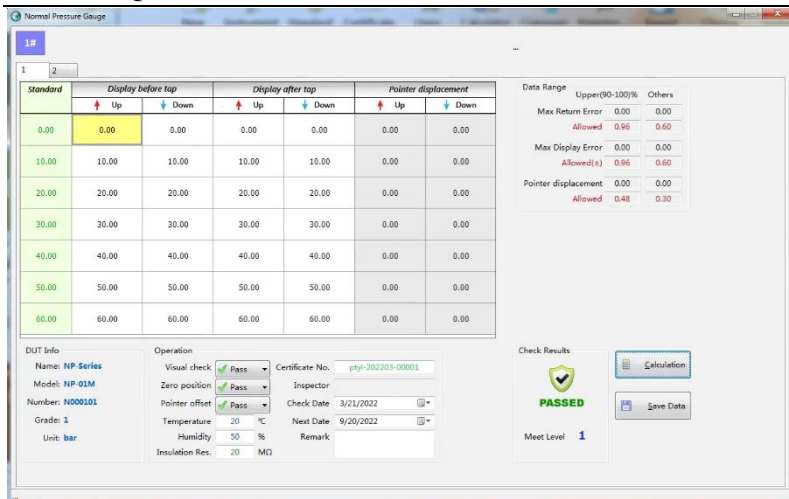 Normal Pressure Gauge
1#
...
1 2
Standard Display before tap Display after tap Pointer displacement
Up Down Up Down Up Down
0.00 0.00 0.00 0.00 0.00 0.00 0.00
10.00 10.00 10.00 10.00 10.00 0.00 0.00
20.00 20.00 20.00 20.00 20.00 0.00 0.00
30.00 30.00 30.00 30.00 30.00 0.00 0.00
40.00 40.00 40.00 40.00 40.00 0.00 0.00
50.00 50.00 50.00 50.00 50.00 0.00 0.00
60.00 60.00 60.00 60.00 60.00 0.00 0.00
Data Range
Upper(90-100)% Others
Max Return Error 0.00 0.00
Allowed 0.96 0.60
Max Display Error 0.00 0.00
Allowed(±) 0.96 0.60
Pointer displacement 0.00 0.00
Allowed 0.48 0.30
DUT Info
Name: NP-Series
Model: NP-01M
Number: N000101
Grade: 1
Unit: bar
Operation
Visual check Pass Certificate No. ptyl-202203-00001
Zero position Pass Inspector
Pointer offset Pass Check Date 3/21/2022
Temperature 20 ℃ Next Date 9/20/2022
Humidity 50 % Remark
Insulation Res. 20 MΩ
Check Results
PASSED
Meet Level 1
Calculation
Save Data